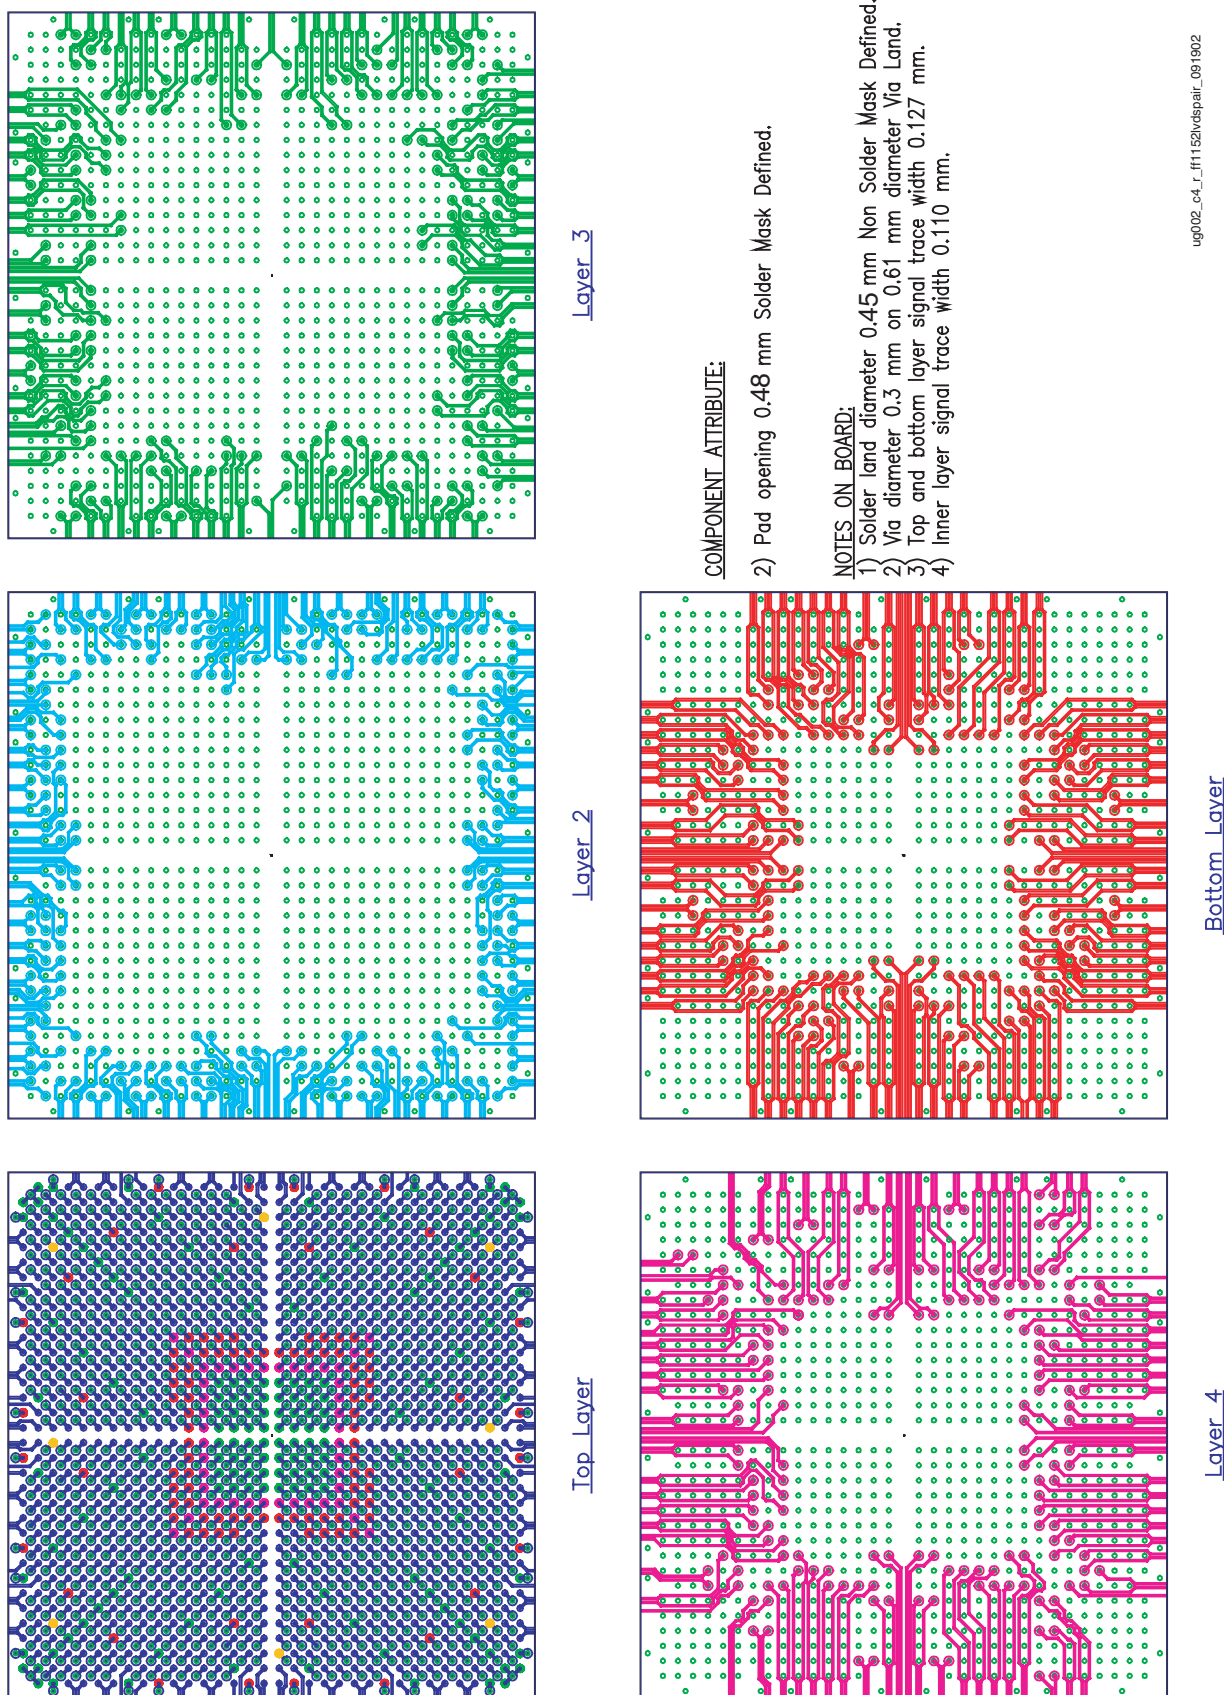 Top Layer
Layer 2
Layer 3
Layer 4
Bottom Layer
COMPONENT ATTRIBUTE:
2) Pad opening 0.48 mm Solder Mask Defined.
NOTES ON BOARD:
1) Solder land diameter 0.45 mm Non Solder Mask Defined.
2) Via diameter 0.3 mm on 0.61 mm diameter Via Land.
3) Top and bottom layer signal trace width 0.127 mm.
4) Inner layer signal trace width 0.110 mm.
ug002_c4_r_ff1152lvdspair_091902